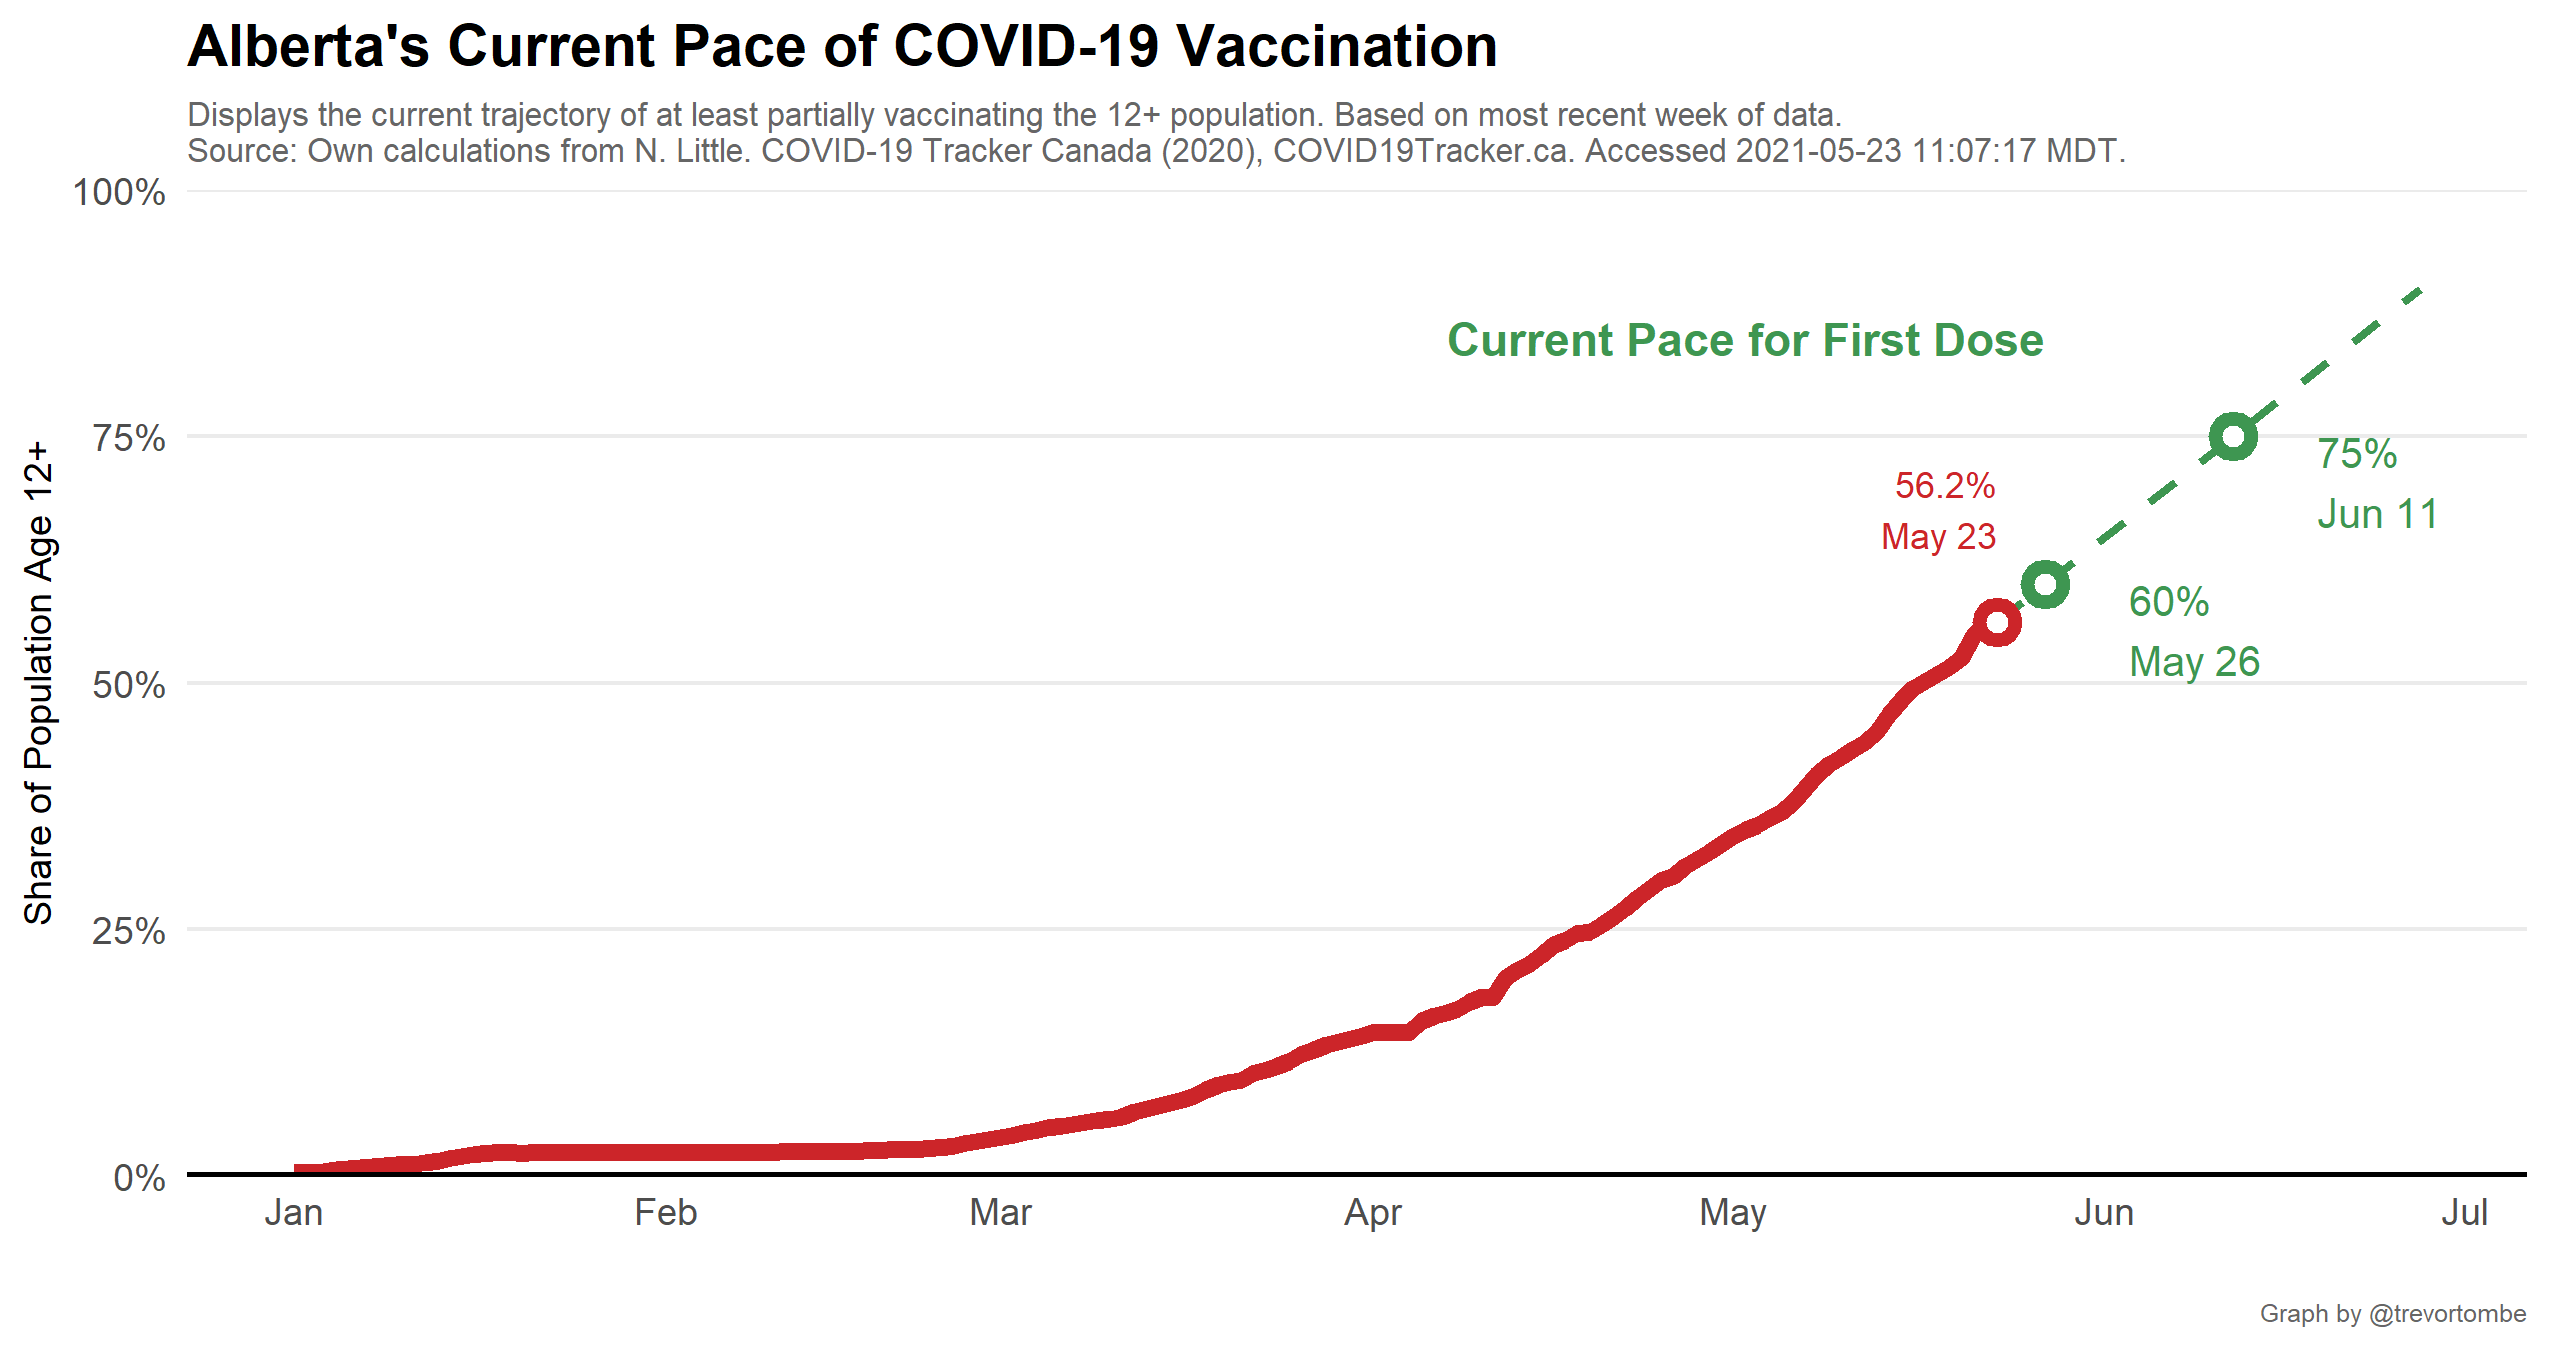 Alberta's Current Pace of COVID-19 Vaccination
Displays the current trajectory of at least partially vaccinating the 12+ population. Based on most recent week of data.
Source: Own calculations from N. Little. COVID-19 Tracker Canada (2020), COVID19Tracker.ca. Accessed 2021-05-23 11:07:17 MDT.
100%
75%
50%
25%
0%
Share of Population Age 12+
Current Pace for First Dose
56.2%
May 23
75%
Jun 11
60%
May 26
Jan
Feb
Mar
Apr
May
Jun
Jul
Graph by @trevortombe